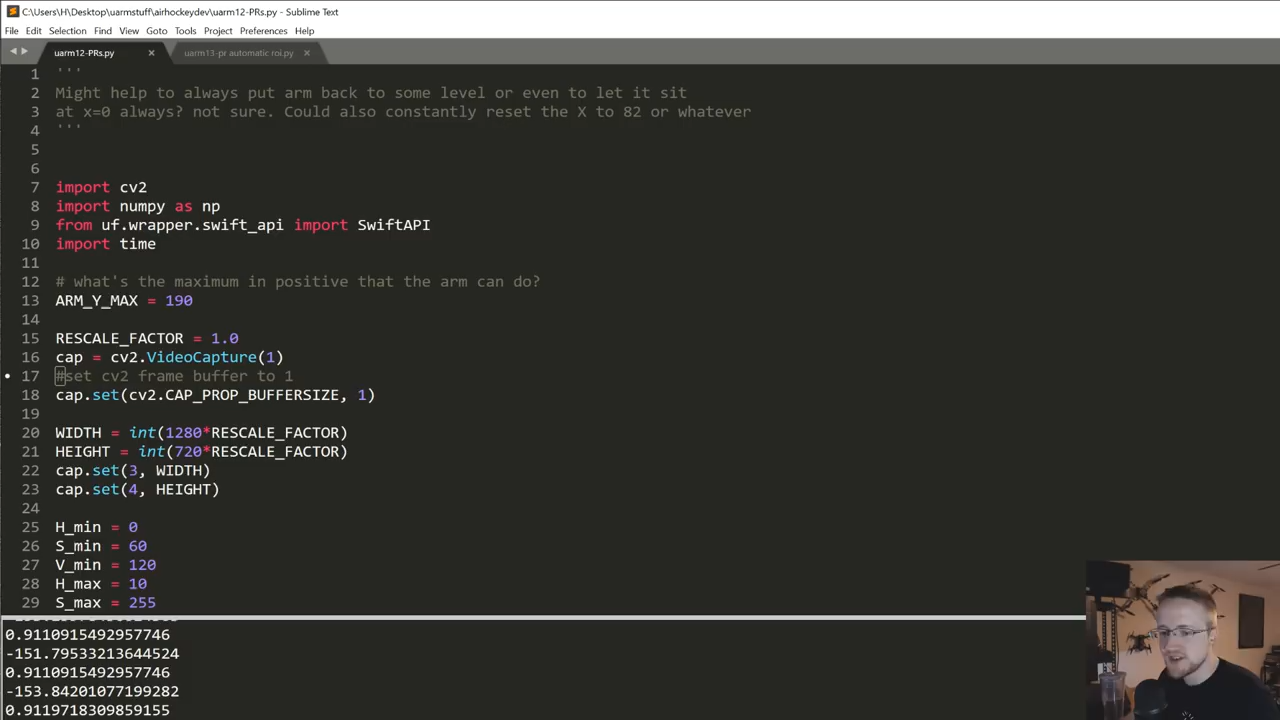 C:\Users\H\Desktop\uarmstuff\airhockeydev\uarm12-PRs.py - Sublime Text
File Edit Selection Find View Goto Tools Project Preferences Help
uarm12-PRs.py × uarm13-pr automatic roi.py ×
1 '''
2 Might help to always put arm back to some level or even to let it sit
3 at x=0 always? not sure. Could also constantly reset the X to 82 or whatever
4 '''
5
6
7 import cv2
8 import numpy as np
9 from uf.wrapper.swift_api import SwiftAPI
10 import time
11
12 # what's the maximum in positive that the arm can do?
13 ARM_Y_MAX = 190
14
15 RESCALE_FACTOR = 1.0
16 cap = cv2.VideoCapture(1)
17 #set cv2 frame buffer to 1
18 cap.set(cv2.CAP_PROP_BUFFERSIZE, 1)
19
20 WIDTH = int(1280*RESCALE_FACTOR)
21 HEIGHT = int(720*RESCALE_FACTOR)
22 cap.set(3, WIDTH)
23 cap.set(4, HEIGHT)
24
25 H_min = 0
26 S_min = 60
27 V_min = 120
28 H_max = 10
29 S_max = 255
0.9110915492957746
-151.79533213644524
0.9110915492957746
-153.84201077199282
0.9119718309859155